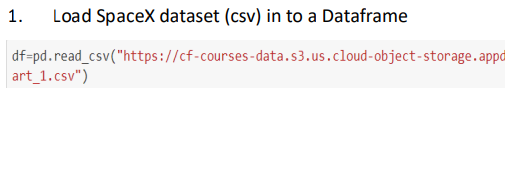 1. Load SpaceX dataset (csv) in to a Dataframe
df=pd.read_csv("https://cf-courses-data.s3.us.cloud-object-storage.appd
art_1.csv")